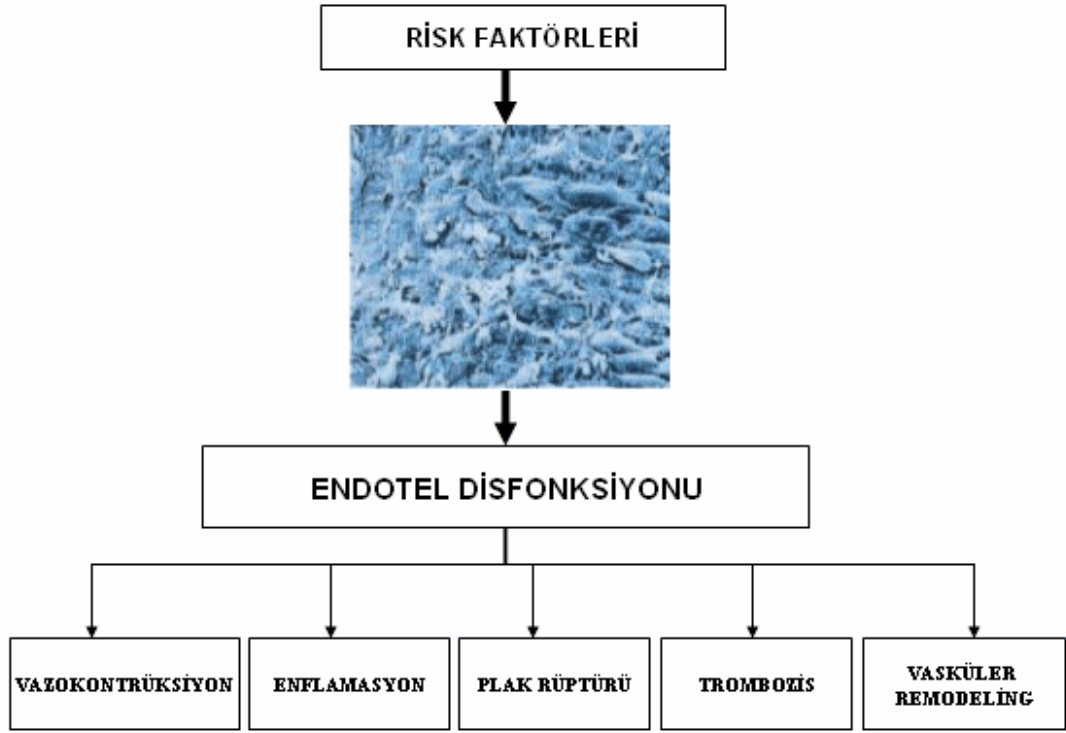 RİSK FAKTÖRLERİ
ENDOTEL DİSFONKSİYONU
VAZOKONTRÜKSİYON
ENFLAMASYON
PLAK RÜPTÜRÜ
TROMBOZİS
VASKÜLER
REMODELİNG